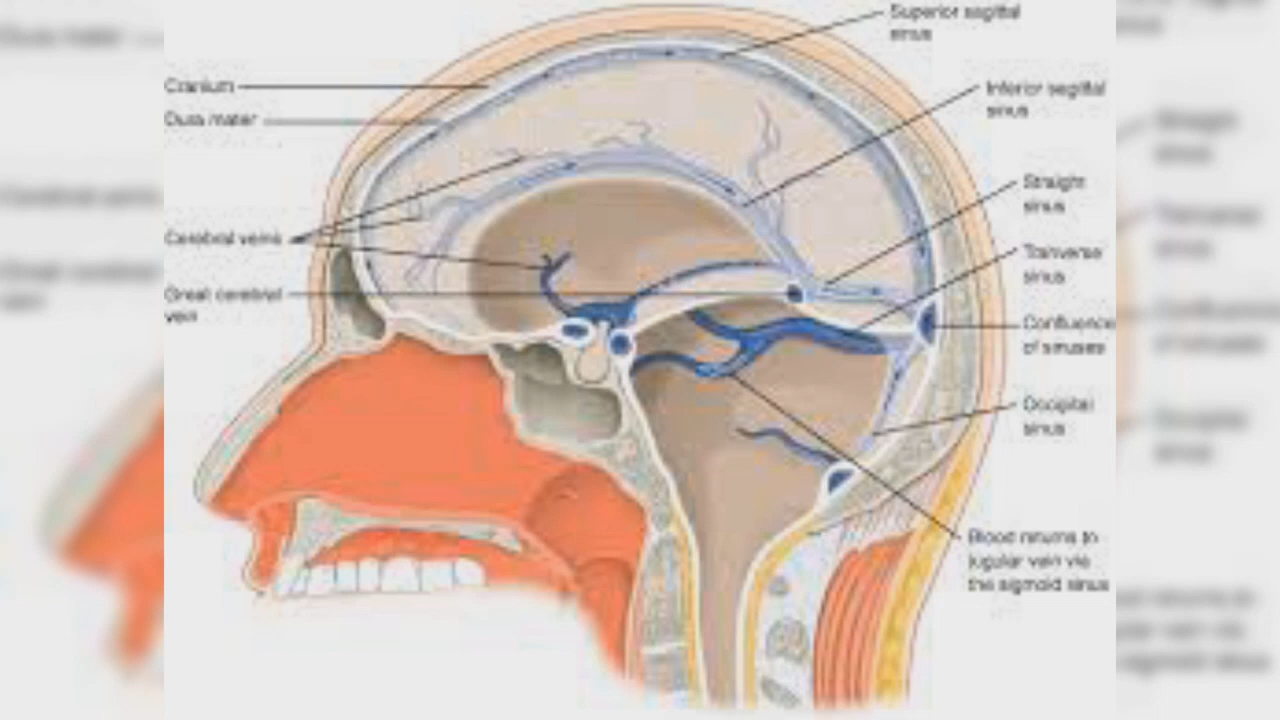 Superior sagittal
sinus
Cranium
Inferior sagittal
sinus
Dura mater
Straight
sinus
Cerebral veins
Tranverse
sinus
Great cerebral
vein
Confluence
of sinuses
Occipital
sinus
Blood returns to
jugular vein via
the sigmoid sinus